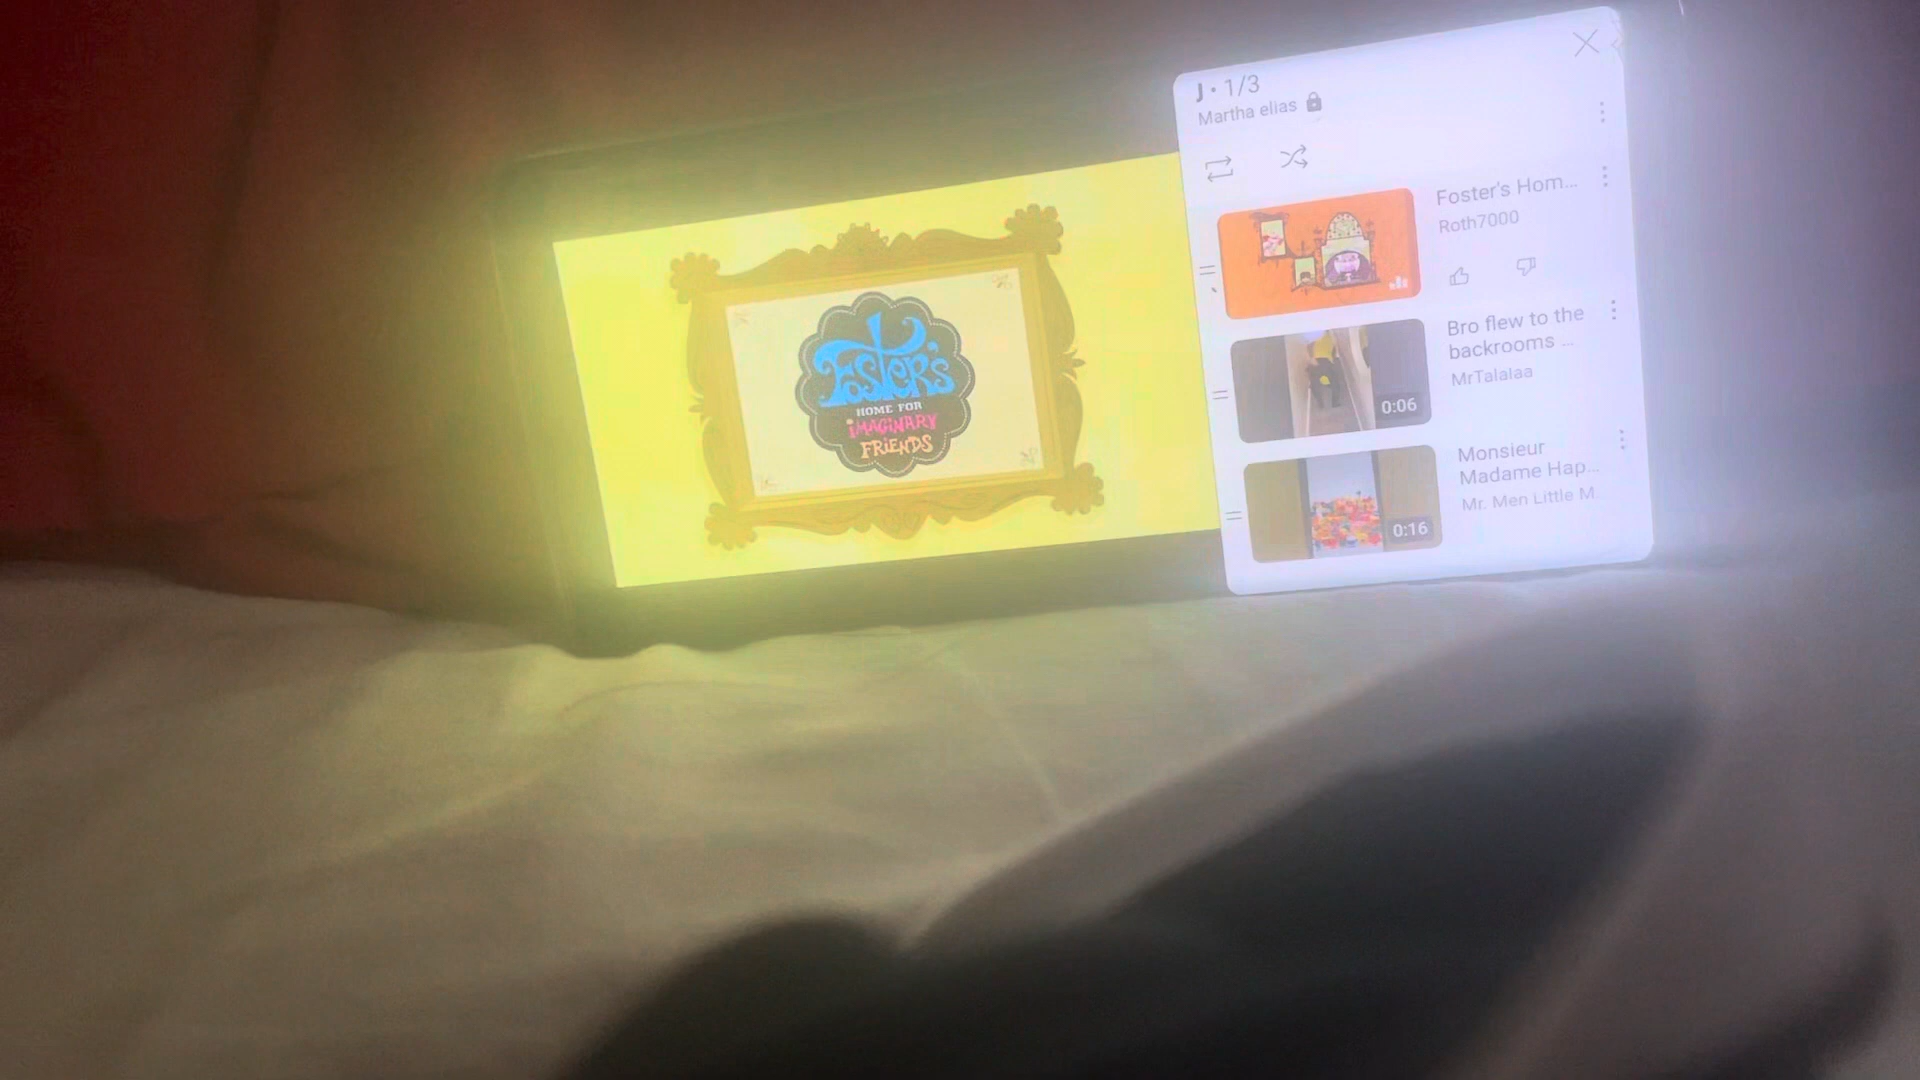 FOSTER'S
HOME FOR
IMAGINARY
FRIENDS
J · 1/3
Martha elias
Foster's Hom...
Roth7000
Bro flew to the
backrooms ...
MrTalalaa
0:06
Monsieur
Madame Hap...
Mr. Men Little M
0:16